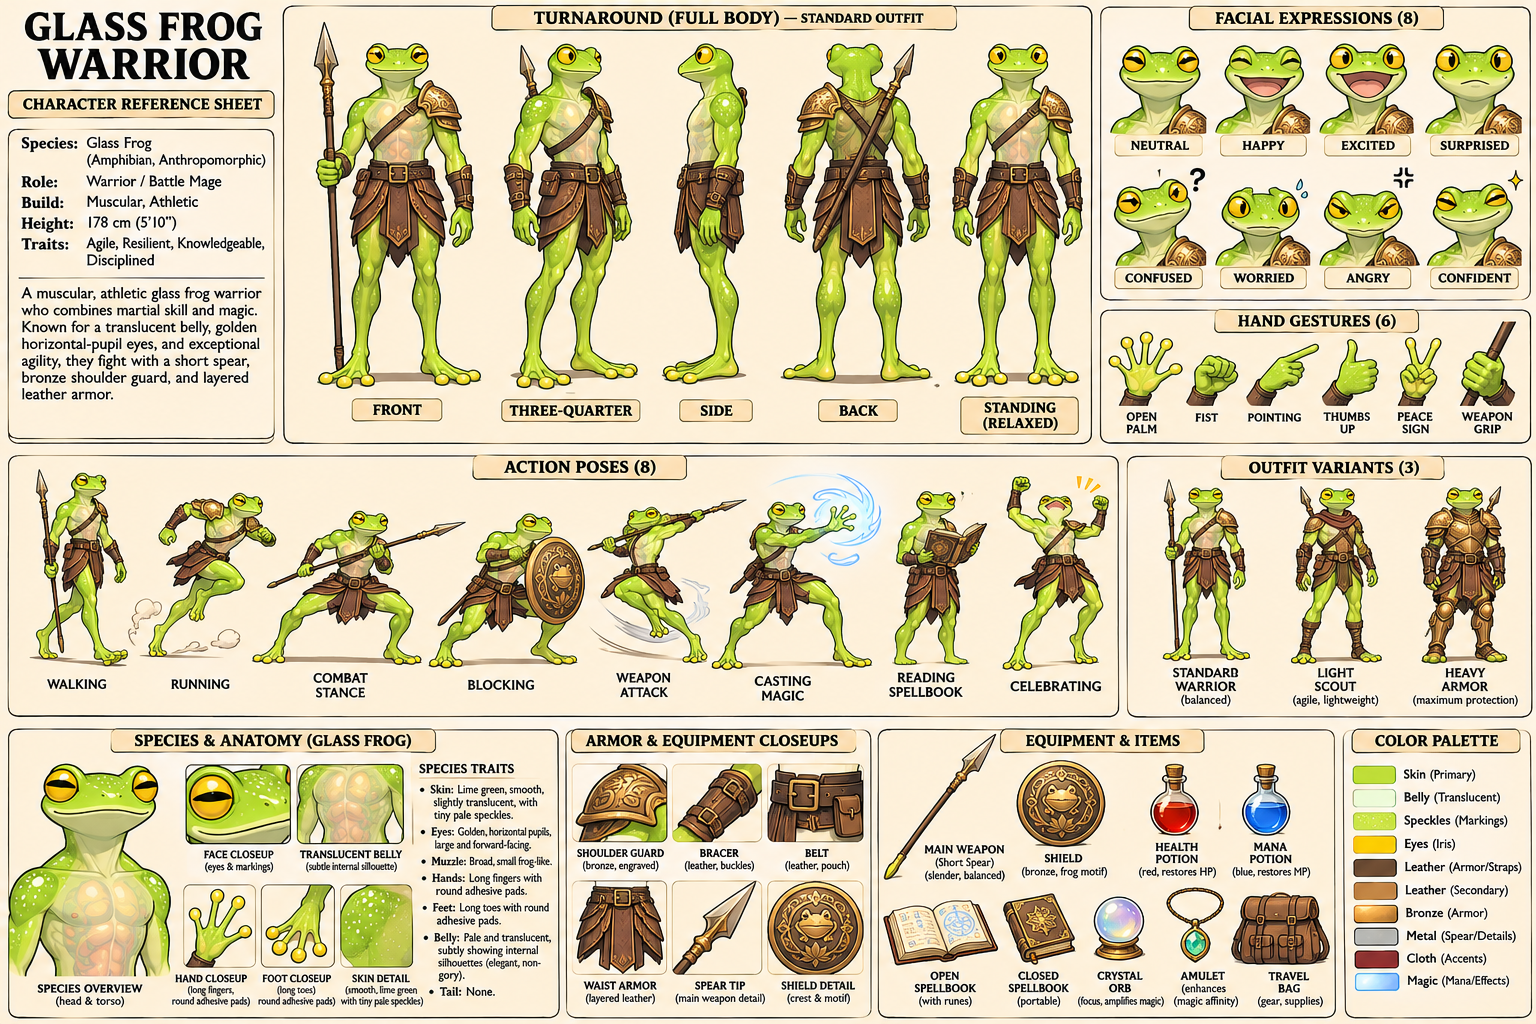 GLASS FROG
WARRIOR
CHARACTER REFERENCE SHEET
Species: Glass Frog
(Amphibian, Anthropomorphic)
Role: Warrior / Battle Mage
Build: Muscular, Athletic
Height: 178 cm (5'10")
Traits: Agile, Resilient, Knowledgeable,
Disciplined
A muscular, athletic glass frog warrior
who combines martial skill and magic.
Known for a translucent belly, golden
horizontal-pupil eyes, and exceptional
agility, they fight with a short spear,
bronze shoulder guard, and layered
leather armor.
TURNAROUND (FULL BODY) — STANDARD OUTFIT
FRONT
THREE-QUARTER
SIDE
BACK
STANDING
(RELAXED)
FACIAL EXPRESSIONS (8)
NEUTRAL
HAPPY
EXCITED
SURPRISED
?
CONFUSED
WORRIED
ANGRY
CONFIDENT
HAND GESTURES (6)
OPEN
PALM
FIST
POINTING
THUMBS
UP
PEACE
SIGN
WEAPON
GRIP
ACTION POSES (8)
WALKING
RUNNING
COMBAT
STANCE
BLOCKING
WEAPON
ATTACK
CASTING
MAGIC
READING
SPELLBOOK
CELEBRATING
OUTFIT VARIANTS (3)
STANDARD
WARRIOR
(balanced)
LIGHT
SCOUT
(agile, lightweight)
HEAVY
ARMOR
(maximum protection)
SPECIES & ANATOMY (GLASS FROG)
SPECIES OVERVIEW
(head & torso)
FACE CLOSEUP
(eyes & markings)
TRANSLUCENT BELLY
(subtle internal silhouette)
HAND CLOSEUP
(long fingers,
round adhesive pads)
FOOT CLOSEUP
(long toes)
round adhesive pads)
SKIN DETAIL
(smooth, lime green
with tiny pale speckles)
SPECIES TRAITS
• Skin: Lime green, smooth,
slightly translucent, with
tiny pale speckles.
• Eyes: Golden, horizontal pupils,
large and forward-facing.
• Muzzle: Broad, small frog-like.
• Hands: Long fingers with
round adhesive pads.
• Feet: Long toes with round
adhesive pads.
• Belly: Pale and translucent,
subtly showing internal
silhouettes (elegant, non-
gory).
• Tail: None.
ARMOR & EQUIPMENT CLOSEUPS
SHOULDER GUARD
(bronze, engraved)
BRACER
(leather, buckles)
BELT
(leather, pouch)
WAIST ARMOR
(layered leather)
SPEAR TIP
(main weapon detail)
SHIELD DETAIL
(crest & motif)
EQUIPMENT & ITEMS
MAIN WEAPON
(Short Spear)
(slender, balanced)
SHIELD
(bronze, frog motif)
HEALTH
POTION
(red, restores HP)
MANA
POTION
(blue, restores MP)
OPEN
SPELLBOOK
(with runes)
CLOSED
SPELLBOOK
(portable)
CRYSTAL
ORB
(focus, amplifies magic)
AMULET
(enhances
magic affinity)
TRAVEL
BAG
(gear, supplies)
COLOR PALETTE
Skin (Primary)
Belly (Translucent)
Speckles (Markings)
Eyes (Iris)
Leather (Armor/Straps)
Leather (Secondary)
Bronze (Armor)
Metal (Spear/Details)
Cloth (Accents)
Magic (Mana/Effects)